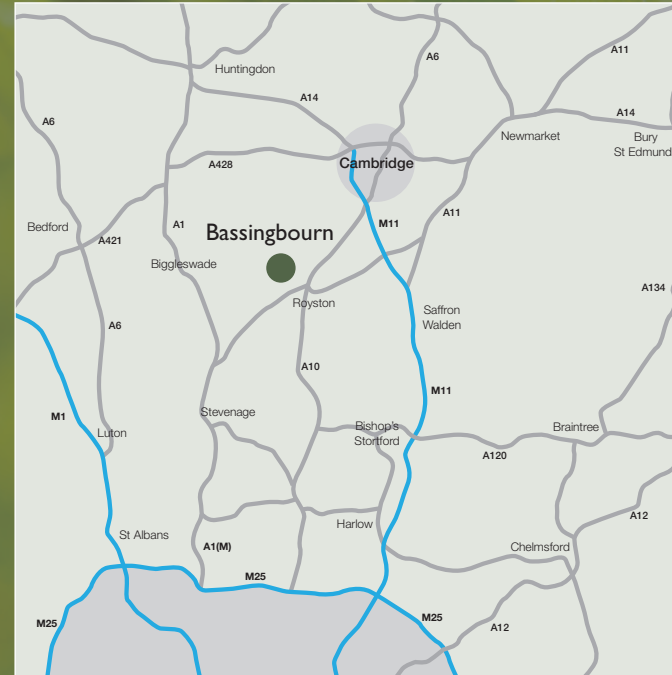 A6
A11
Huntingdon
A14
A14
A6
Newmarket
Bury
St Edmund
A428
Cambridge
A11
Bedford
A1
M11
A421
Bassingbourn
Biggleswade
Royston
A134
Saffron
Walden
A6
A10
M11
M1
Stevenage
Luton
Bishop's
Stortford
Braintree
A120
Harlow
A12
St Albans
A1(M)
Chelmsford
M25
M25
M25
A12